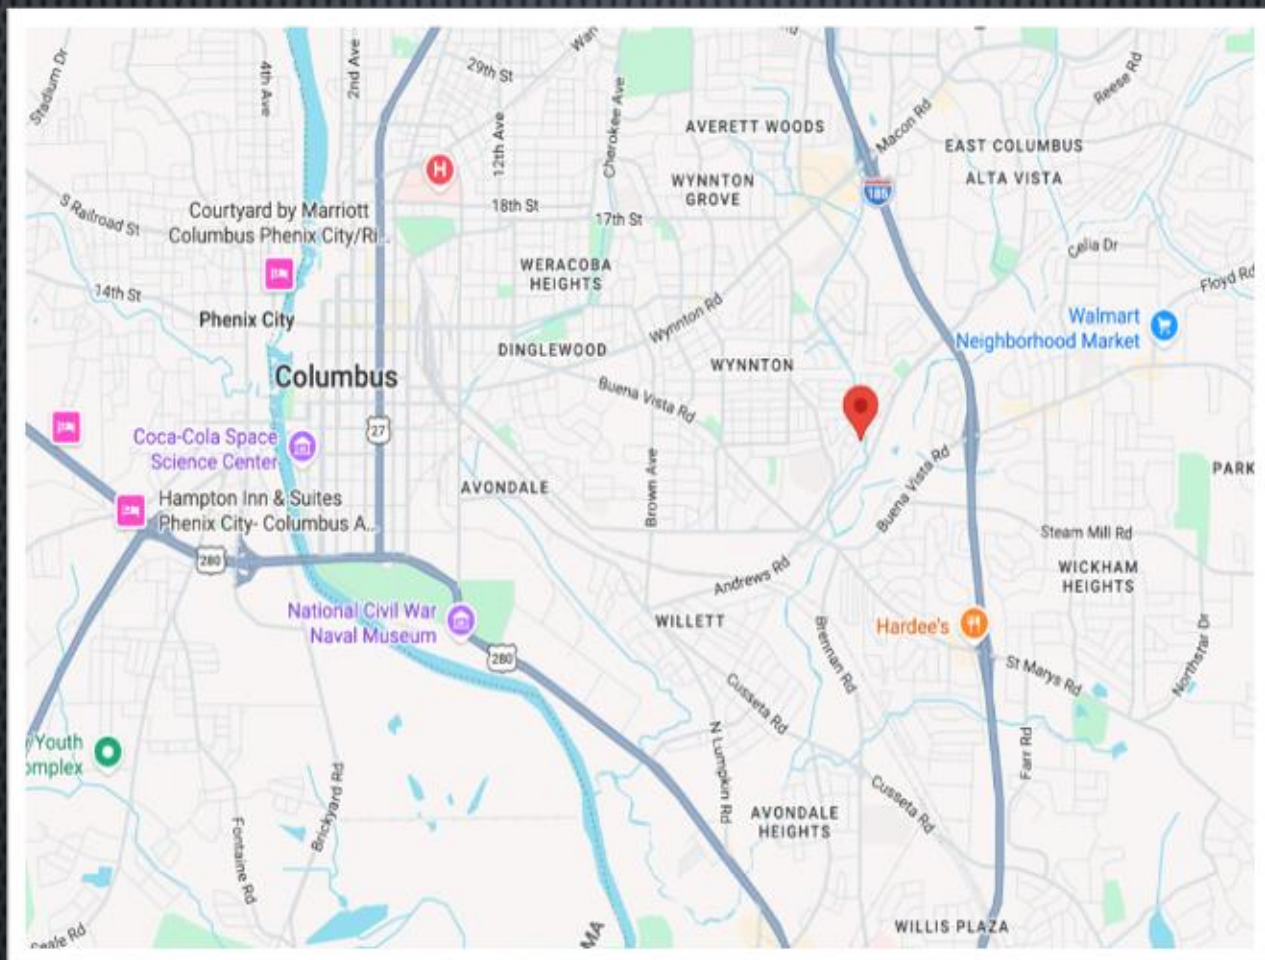 Stadium Dr
4th Ave
2nd Ave
29th St
12th Ave
Cherokee Ave
AVERETT WOODS
Macon Rd
Reese Rd
EAST COLUMBUS
ALTA VISTA
WYNNTON
GROVE
185
H
18th St
17th St
S Railroad St
Courtyard by Marriott
Columbus Phenix City/Ri...
14th St
Phenix City
WERACOBA
HEIGHTS
Celia Dr
Floyd Rd
Wynnton Rd
Walmart
Neighborhood Market
DINGLEWOOD
WYNNTON
Columbus
Buena Vista Rd
27
Coca-Cola Space
Science Center
AVONDALE
Brown Ave
Buena Vista Rd
PARK
Hampton Inn & Suites
Phenix City- Columbus A...
280
Steam Mill Rd
WICKHAM
HEIGHTS
Andrews Rd
National Civil War
Naval Museum
WILLETT
Hardee's
280
Brennan Rd
St Marys Rd
Northstar Dr
Cusseta Rd
Youth
omplex
N Lumpkin Rd
Farr Rd
Brickyard Rd
Fontaine Rd
Cusseta Rd
AVONDALE
HEIGHTS
WILLIS PLAZA
MA